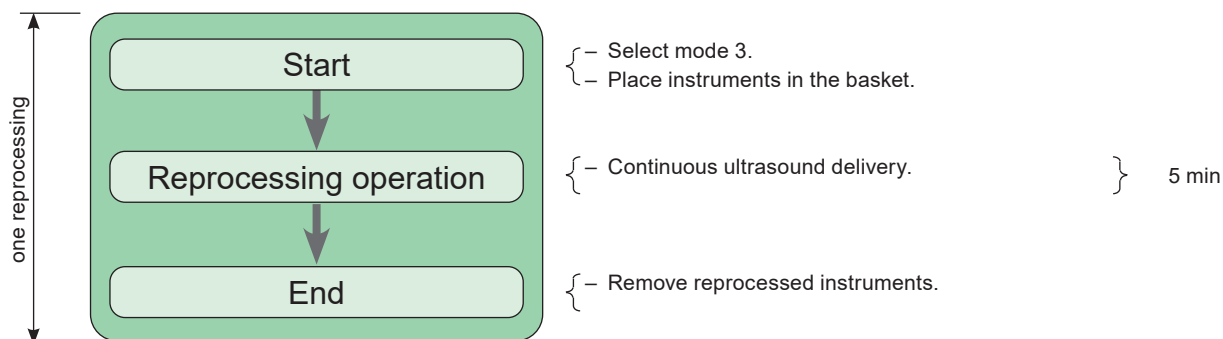 one reprocessing
Start
– Select mode 3.
– Place instruments in the basket.
Reprocessing operation
– Continuous ultrasound delivery.
5 min
End
– Remove reprocessed instruments.